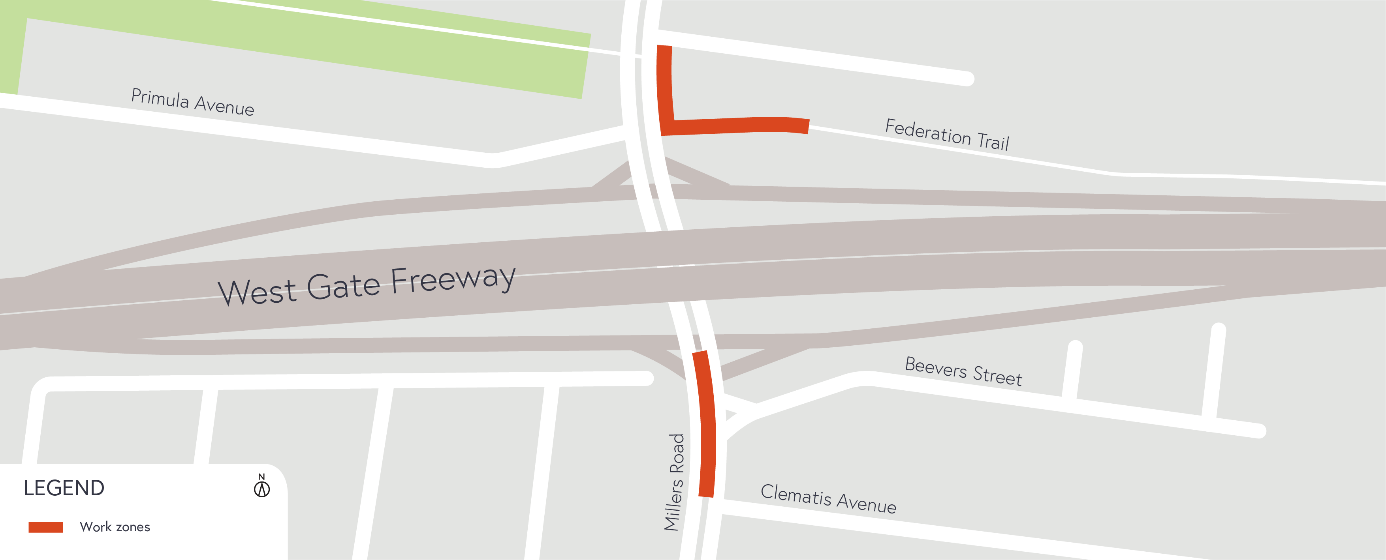 Primula Avenue
Federation Trail
West Gate Freeway
Beevers Street
Millers Road
Clematis Avenue
LEGEND
N
Work zones